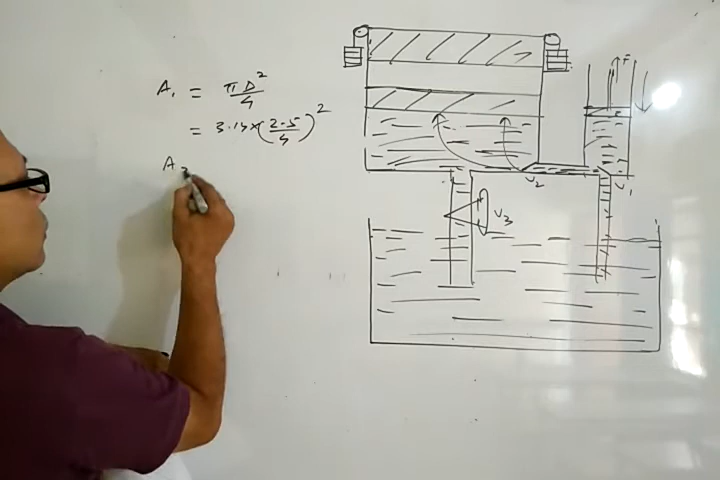 A₁ = πD²/4
= 3.14×(2.5/4)²
A₂
F
V₂
V₁
V₃